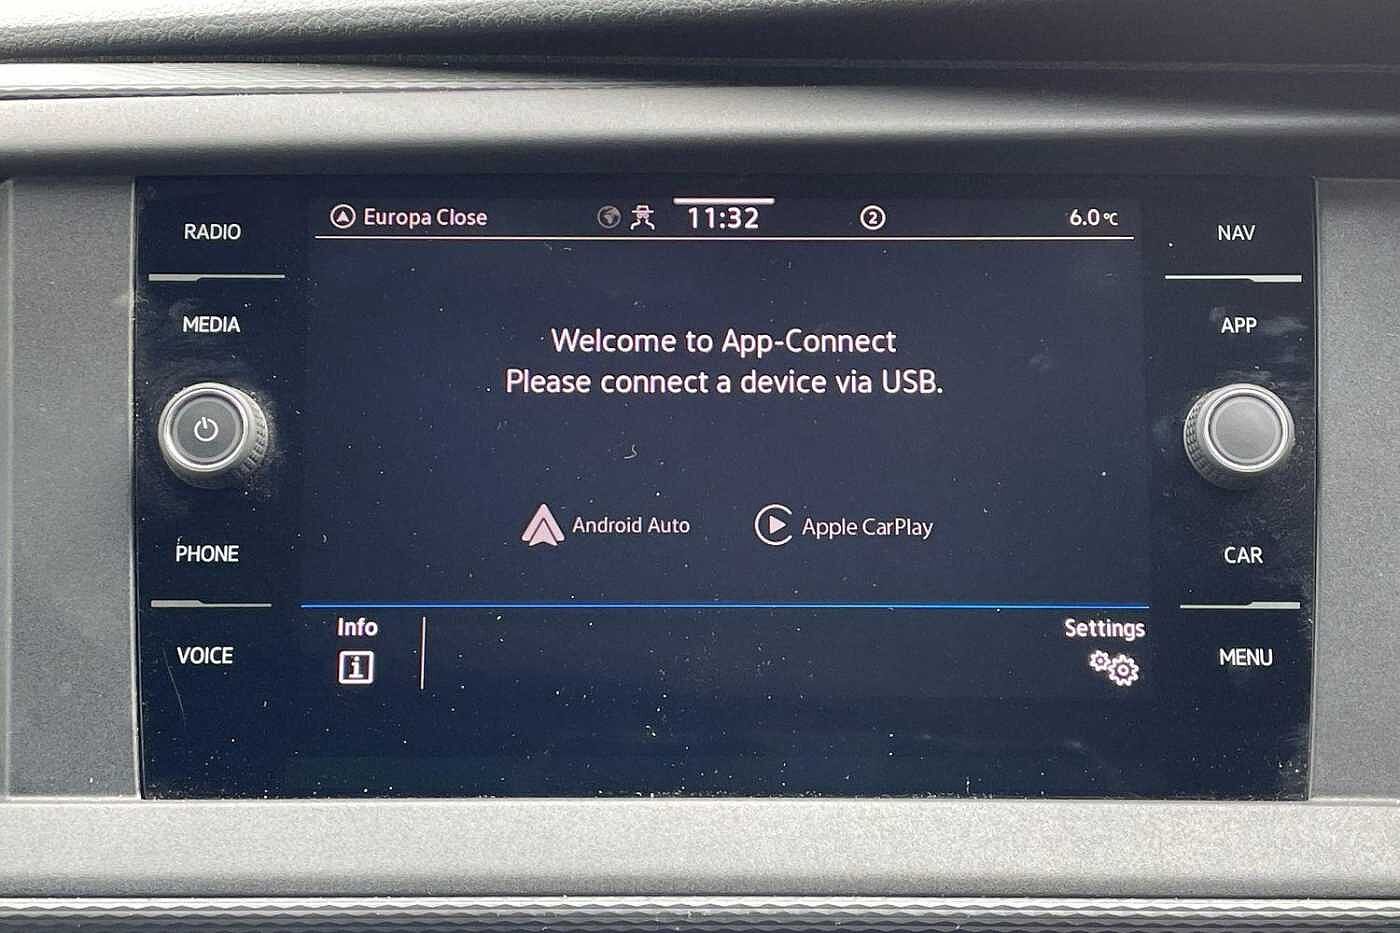 RADIO
MEDIA
PHONE
VOICE
Europa Close
11:32
2
6.0°C
Welcome to App-Connect
Please connect a device via USB.
Android Auto
Apple CarPlay
Info
Settings
NAV
APP
CAR
MENU